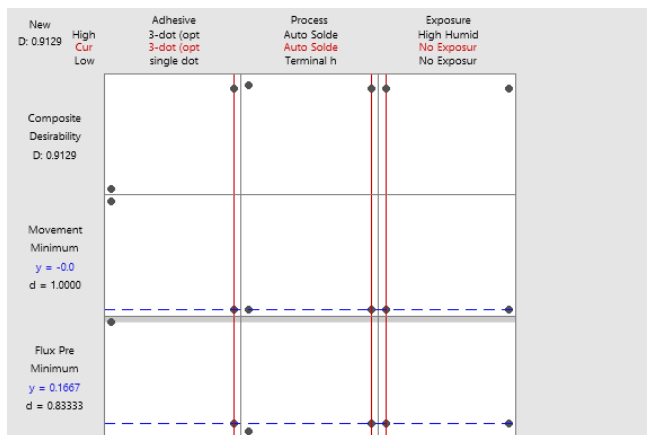 New
D: 0.9129
High
Cur
Low
Adhesive
3-dot (opt
3-dot (opt
single dot
Process
Auto Solde
Auto Solde
Terminal h
Exposure
High Humid
No Exposur
No Exposur
Composite
Desirability
D: 0.9129
Movement
Minimum
y = -0.0
d = 1.0000
Flux Pre
Minimum
y = 0.1667
d = 0.83333